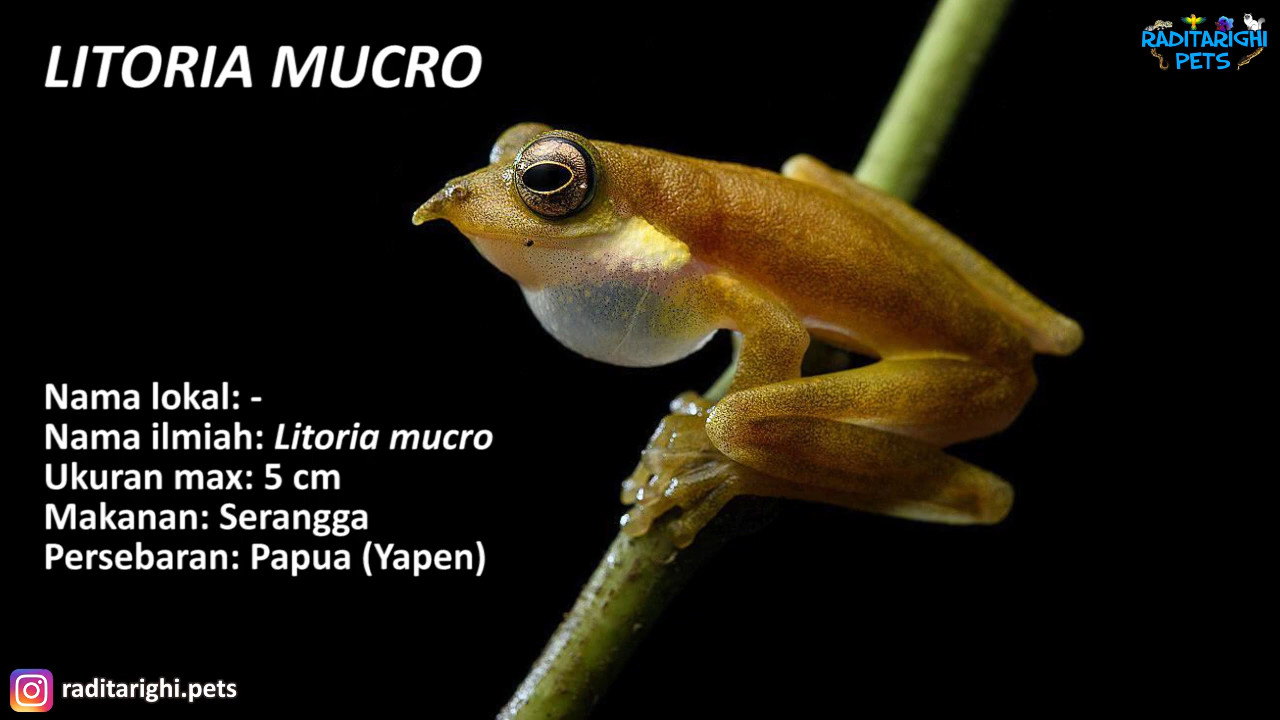 LITORIA MUCRO
RADITARIGHI
PETS
Nama lokal: -
Nama ilmiah: Litoria mucro
Ukuran max: 5 cm
Makanan: Serangga
Persebaran: Papua (Yapen)
raditarighi.pets